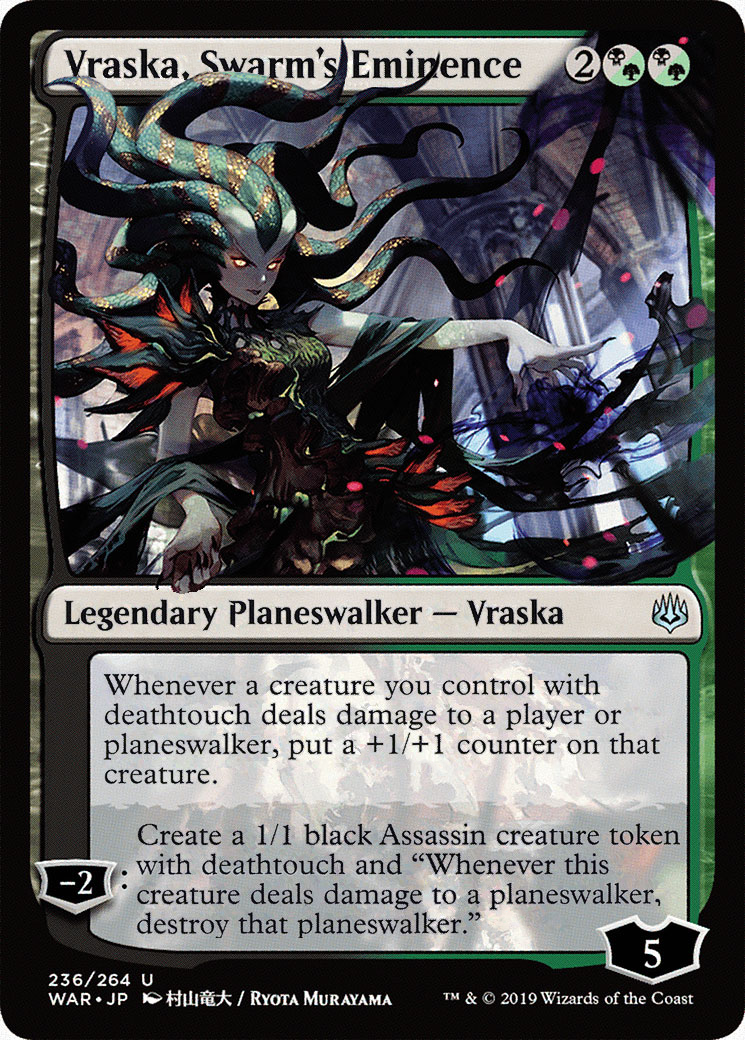 Vraska, Swarm's Eminence 2
Legendary Planeswalker — Vraska
Whenever a creature you control with
deathtouch deals damage to a player or
planeswalker, put a +1/+1 counter on that
creature.
Create a 1/1 black Assassin creature token
−2: with deathtouch and “Whenever this
creature deals damage to a planeswalker,
destroy that planeswalker.”
5
236/264 U
WAR • JP 村山竜大 / Ryota Murayama ™ & © 2019 Wizards of the Coast